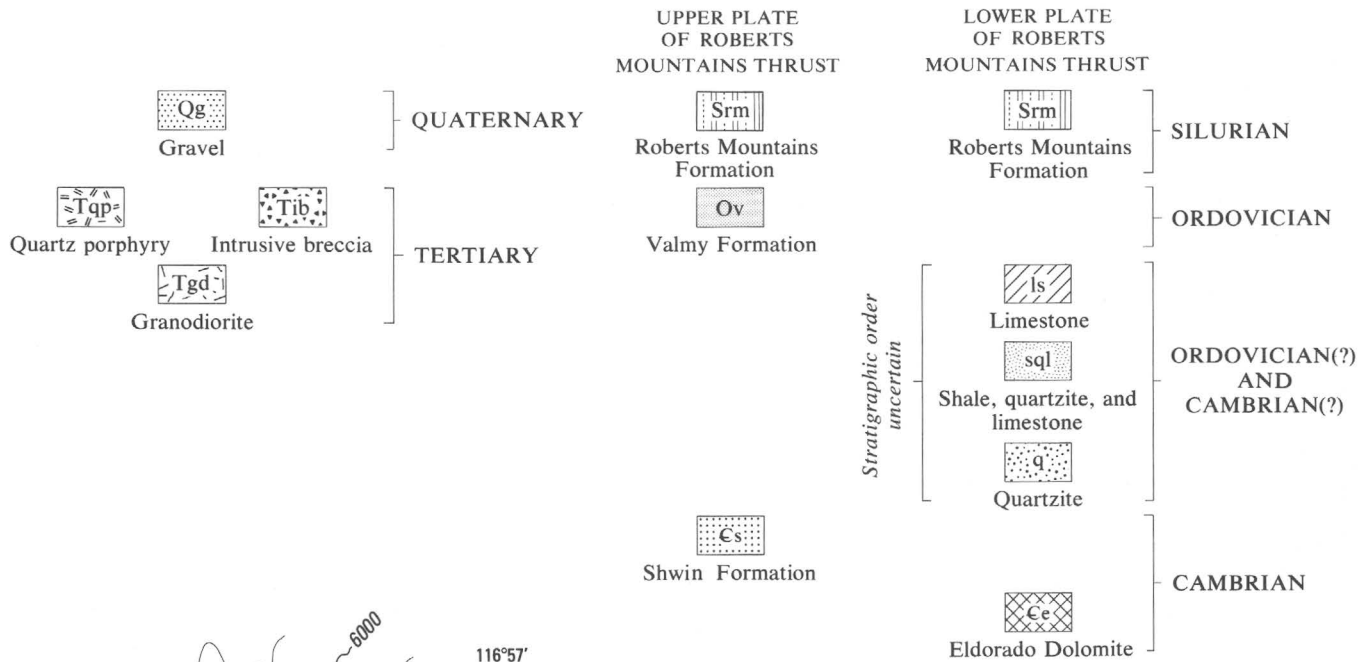 UPPER PLATE
OF ROBERTS
MOUNTAINS THRUST
LOWER PLATE
OF ROBERTS
MOUNTAINS THRUST
Qg
Gravel
QUATERNARY
Tqp
Quartz porphyry
Tib
Intrusive breccia
Tgd
Granodiorite
TERTIARY
Srm
Roberts Mountains
Formation
Srm
Roberts Mountains
Formation
SILURIAN
Ov
Valmy Formation
ORDOVICIAN
Stratigraphic order
uncertain
ls
Limestone
sql
Shale, quartzite, and
limestone
q
Quartzite
ORDOVICIAN(?)
AND
CAMBRIAN(?)
Єs
Shwin Formation
Єe
Eldorado Dolomite
CAMBRIAN
6000
116°57′